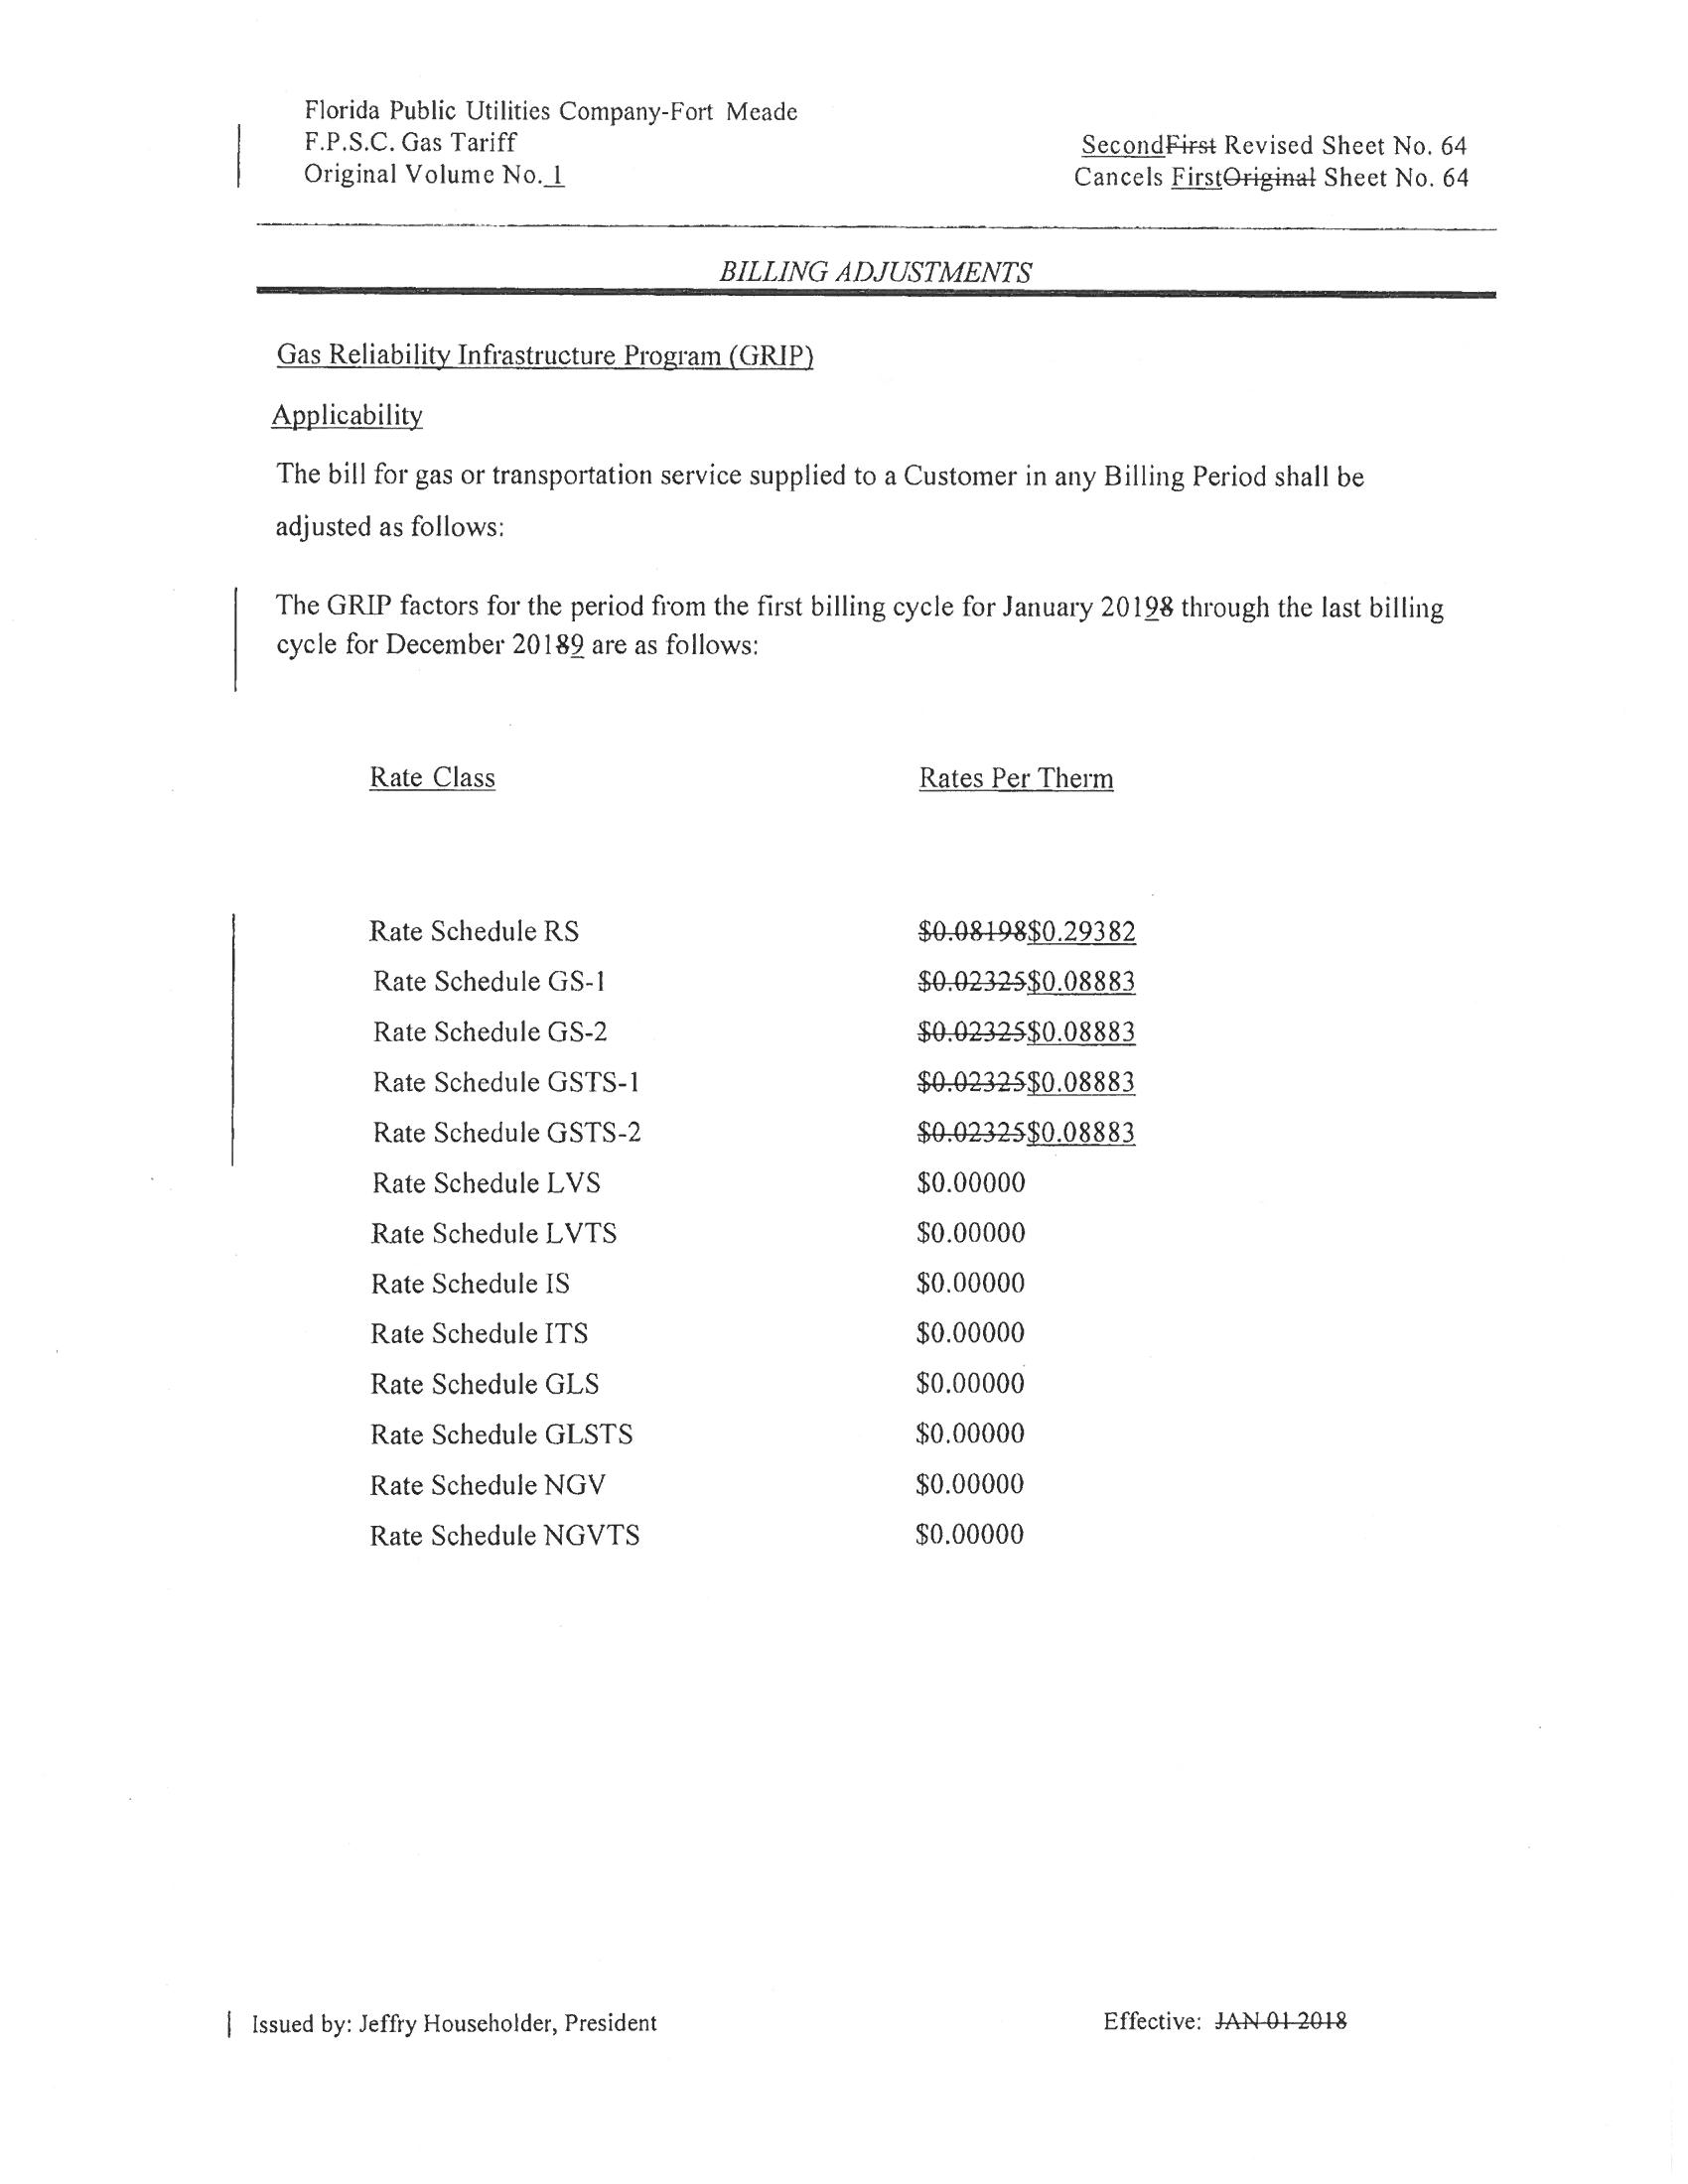 Florida Public Utilities Company-Fort Meade
F.P.S.C. Gas Tariff
Original Volume No. 1
SecondFirst Revised Sheet No. 64
Cancels FirstOriginal Sheet No. 64
BILLING ADJUSTMENTS
Gas Reliability Infrastructure Program (GRIP)
Applicability
The bill for gas or transportation service supplied to a Customer in any Billing Period shall be
adjusted as follows:
The GRIP factors for the period from the first billing cycle for January 20198 through the last billing
cycle for December 20189 are as follows:
Rate Class Rates Per Therm
Rate Schedule RS $0.08198$0.29382
Rate Schedule GS-1 $0.02325$0.08883
Rate Schedule GS-2 $0.02325$0.08883
Rate Schedule GSTS-1 $0.02325$0.08883
Rate Schedule GSTS-2 $0.02325$0.08883
Rate Schedule LVS $0.00000
Rate Schedule LVTS $0.00000
Rate Schedule IS $0.00000
Rate Schedule ITS $0.00000
Rate Schedule GLS $0.00000
Rate Schedule GLSTS $0.00000
Rate Schedule NGV $0.00000
Rate Schedule NGVTS $0.00000
Issued by: Jeffry Householder, President Effective: JAN 01 2018